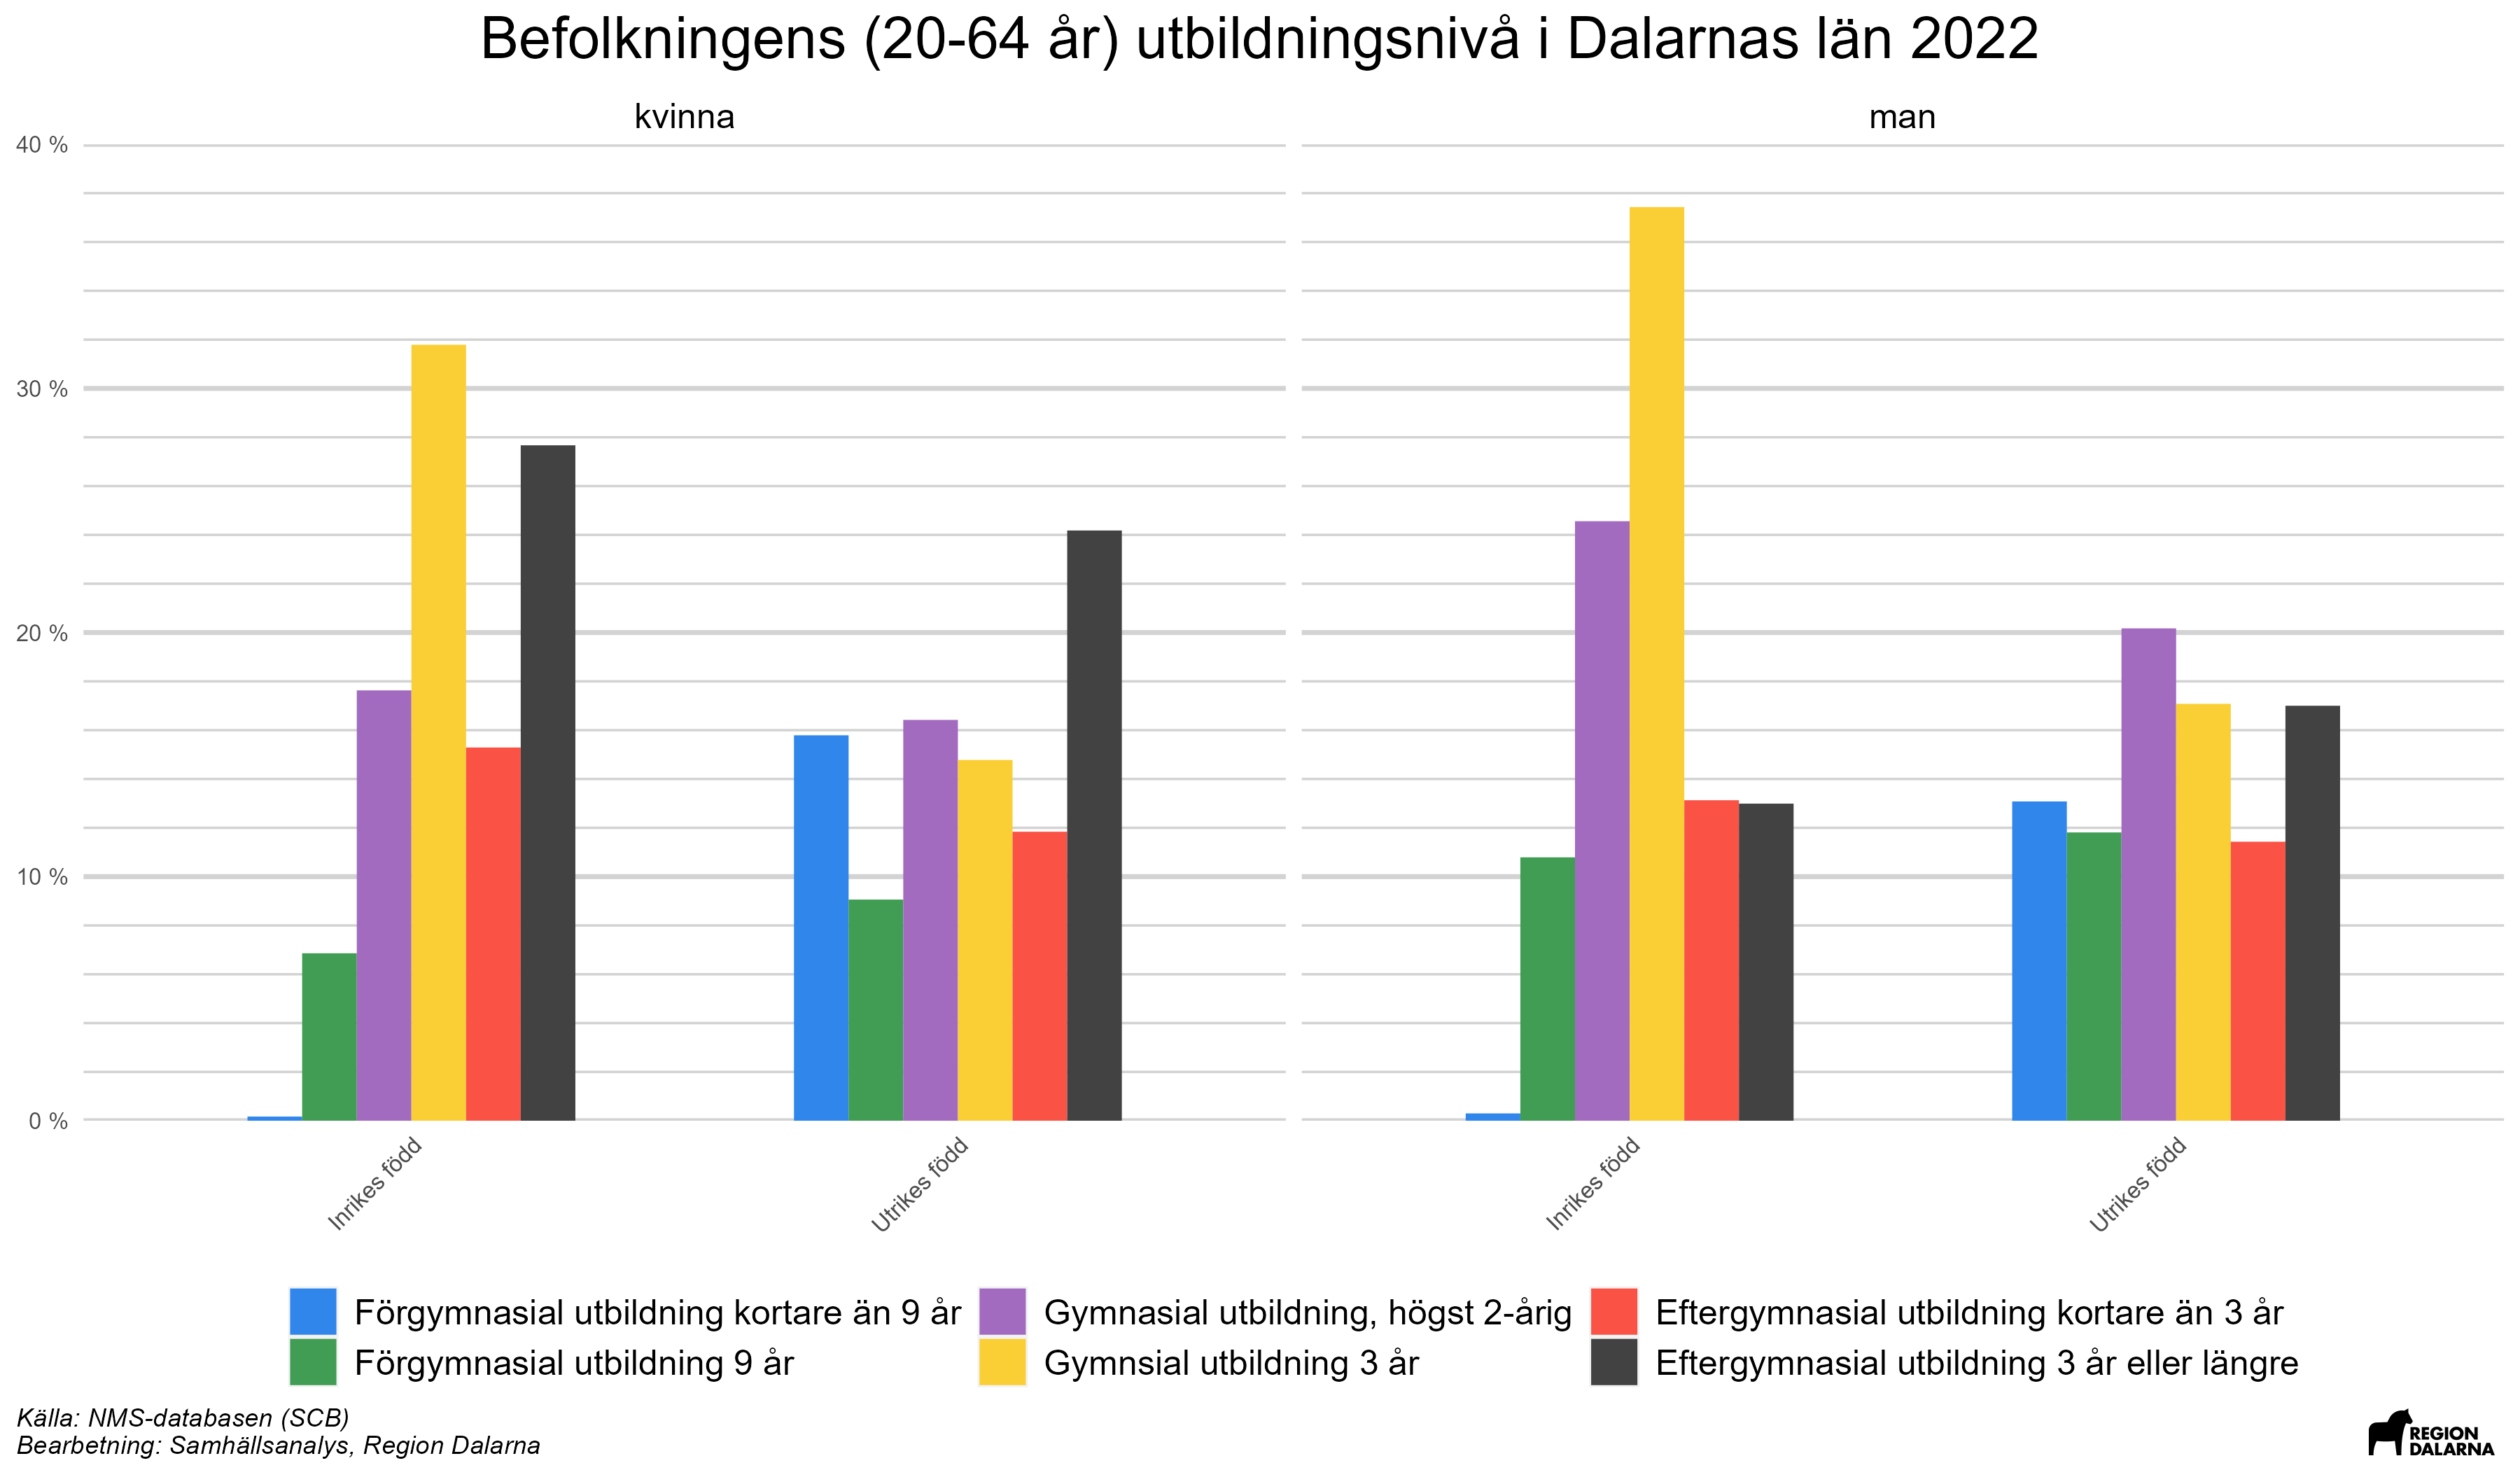 Befolkningens (20-64 år) utbildningsnivå i Dalarnas län 2022
kvinna
man
40 %
30 %
20 %
10 %
0 %
Inrikes född
Utrikes född
Inrikes född
Utrikes född
Förgymnasial utbildning kortare än 9 år
Gymnasial utbildning, högst 2-årig
Eftergymnasial utbildning kortare än 3 år
Förgymnasial utbildning 9 år
Gymnsial utbildning 3 år
Eftergymnasial utbildning 3 år eller längre
Källa: NMS-databasen (SCB)
Bearbetning: Samhällsanalys, Region Dalarna
REGION
DALARNA